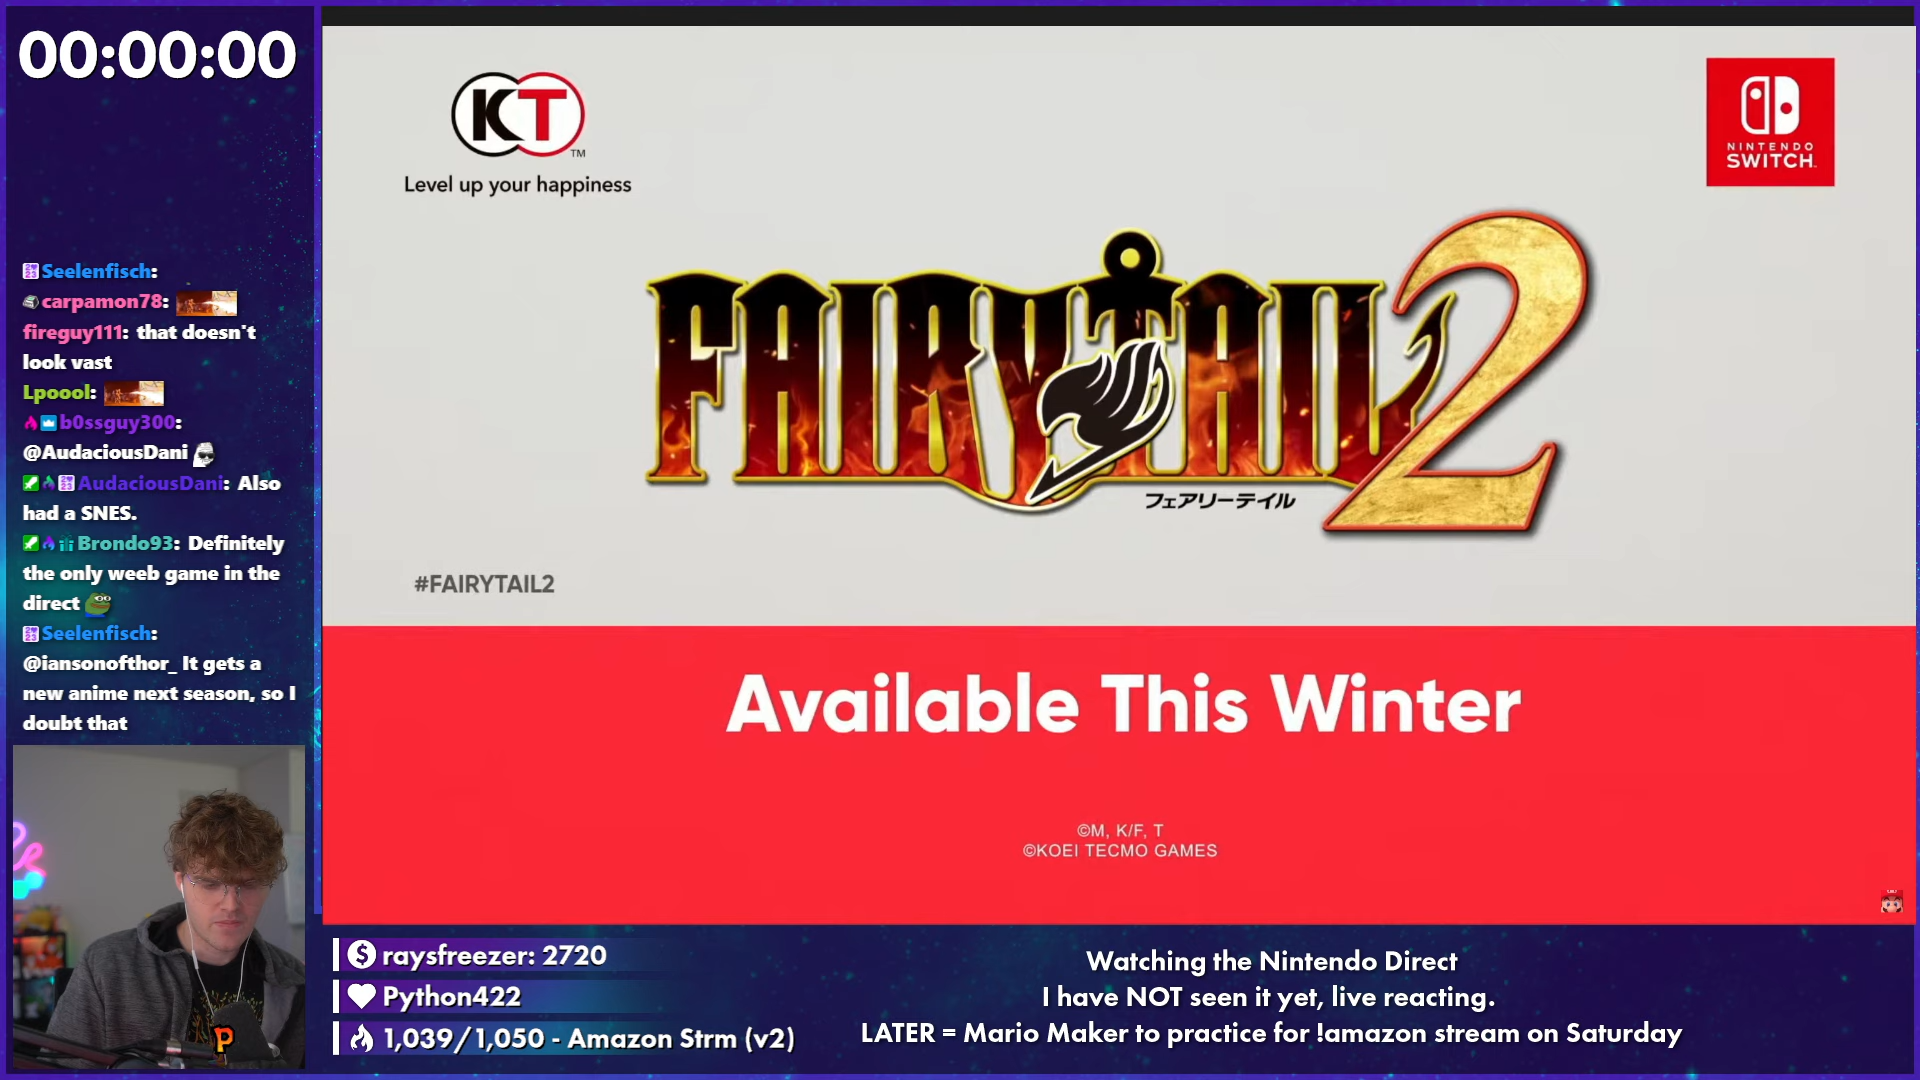 00:00:00
Seelenfisch:
carpamon78:
fireguy111: that doesn't
look vast
Lpoool:
b0ssguy300:
@AudaciousDani
AudaciousDani: Also
had a SNES.
Brondo93: Definitely
the only weeb game in the
direct
Seelenfisch:
@iansonofthor_ It gets a
new anime next season, so I
doubt that
KT
TM
Level up your happiness
NINTENDO
SWITCH
FAIRY TAIL 2
フェアリーテイル
#FAIRYTAIL2
Available This Winter
©M, K/F, T
©KOEI TECMO GAMES
raysfreezer: 2720
Python422
1,039/1,050 - Amazon Strm (v2)
Watching the Nintendo Direct
I have NOT seen it yet, live reacting.
LATER = Mario Maker to practice for !amazon stream on Saturday
P